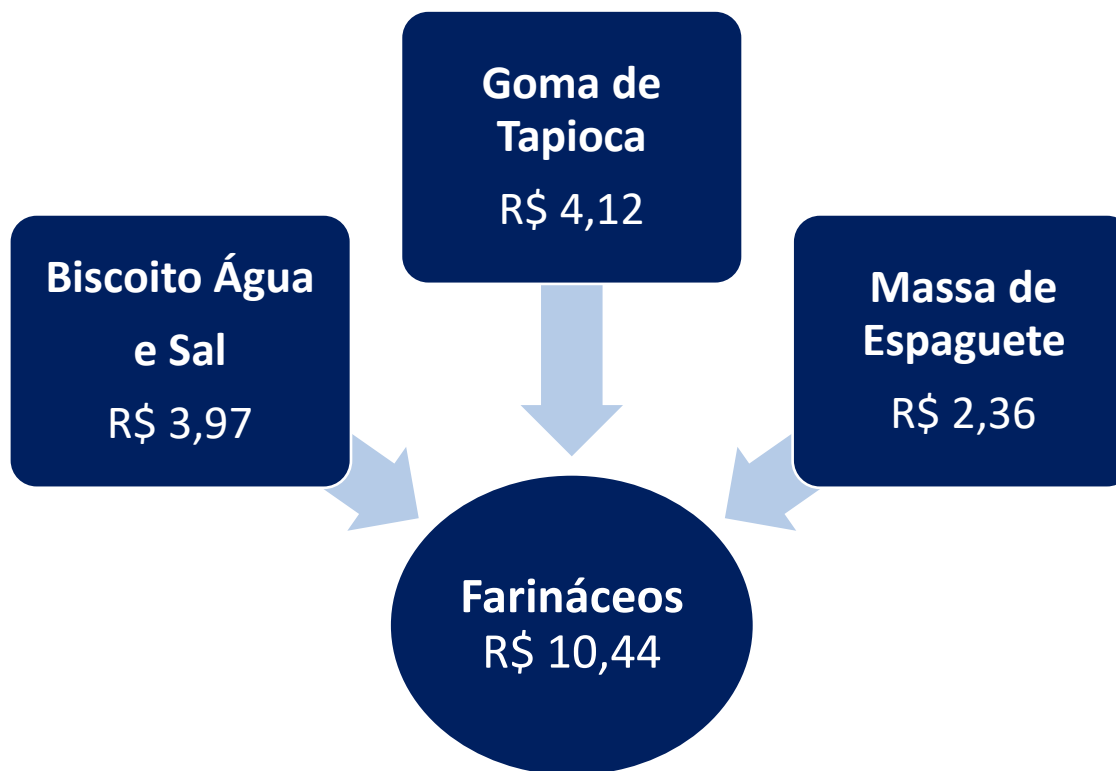 Goma de
Tapioca
R$ 4,12
Biscoito Água
e Sal
R$ 3,97
Massa de
Espaguete
R$ 2,36
Farináceos
R$ 10,44